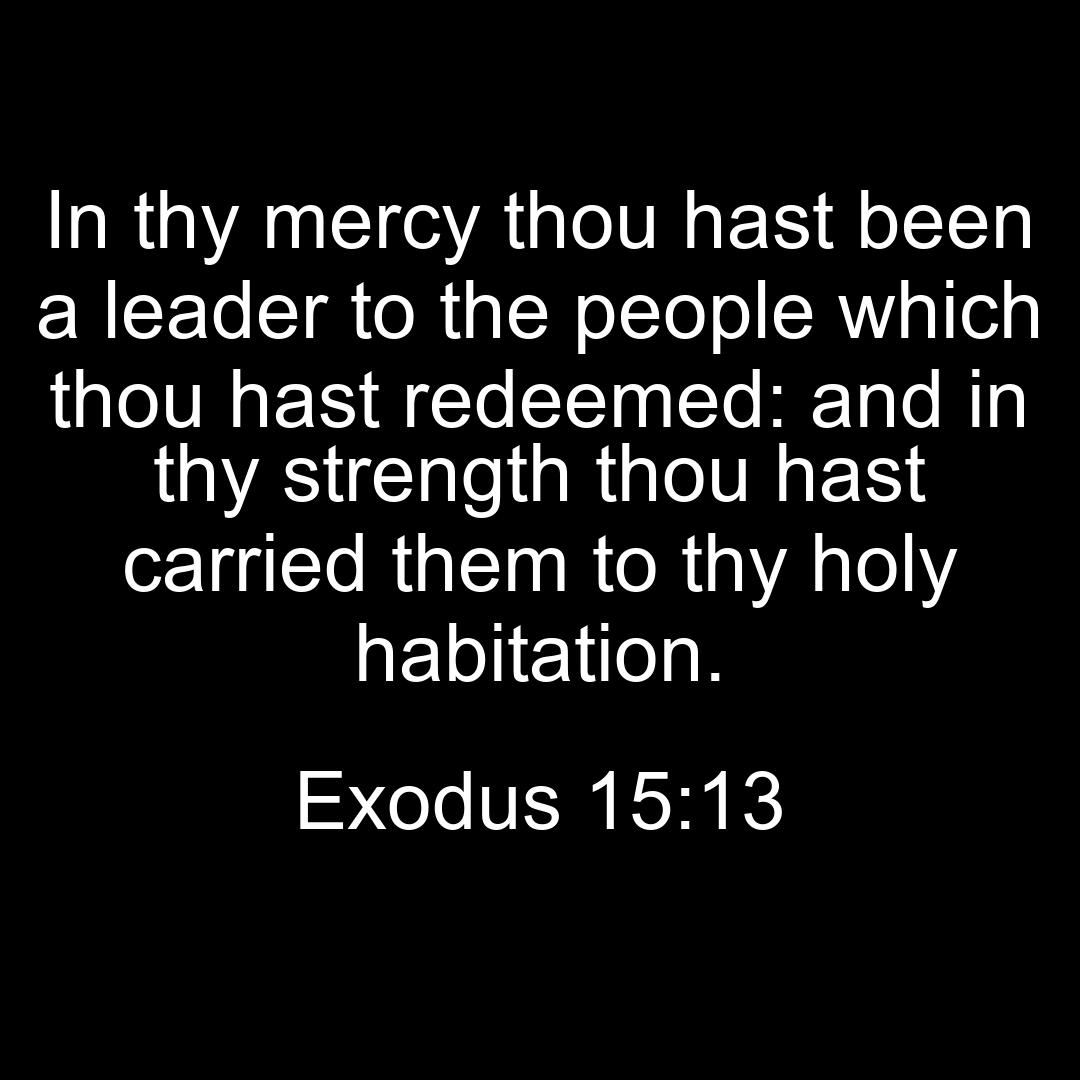 In thy mercy thou hast been
a leader to the people which
thou hast redeemed: and in
thy strength thou hast
carried them to thy holy
habitation.
Exodus 15:13